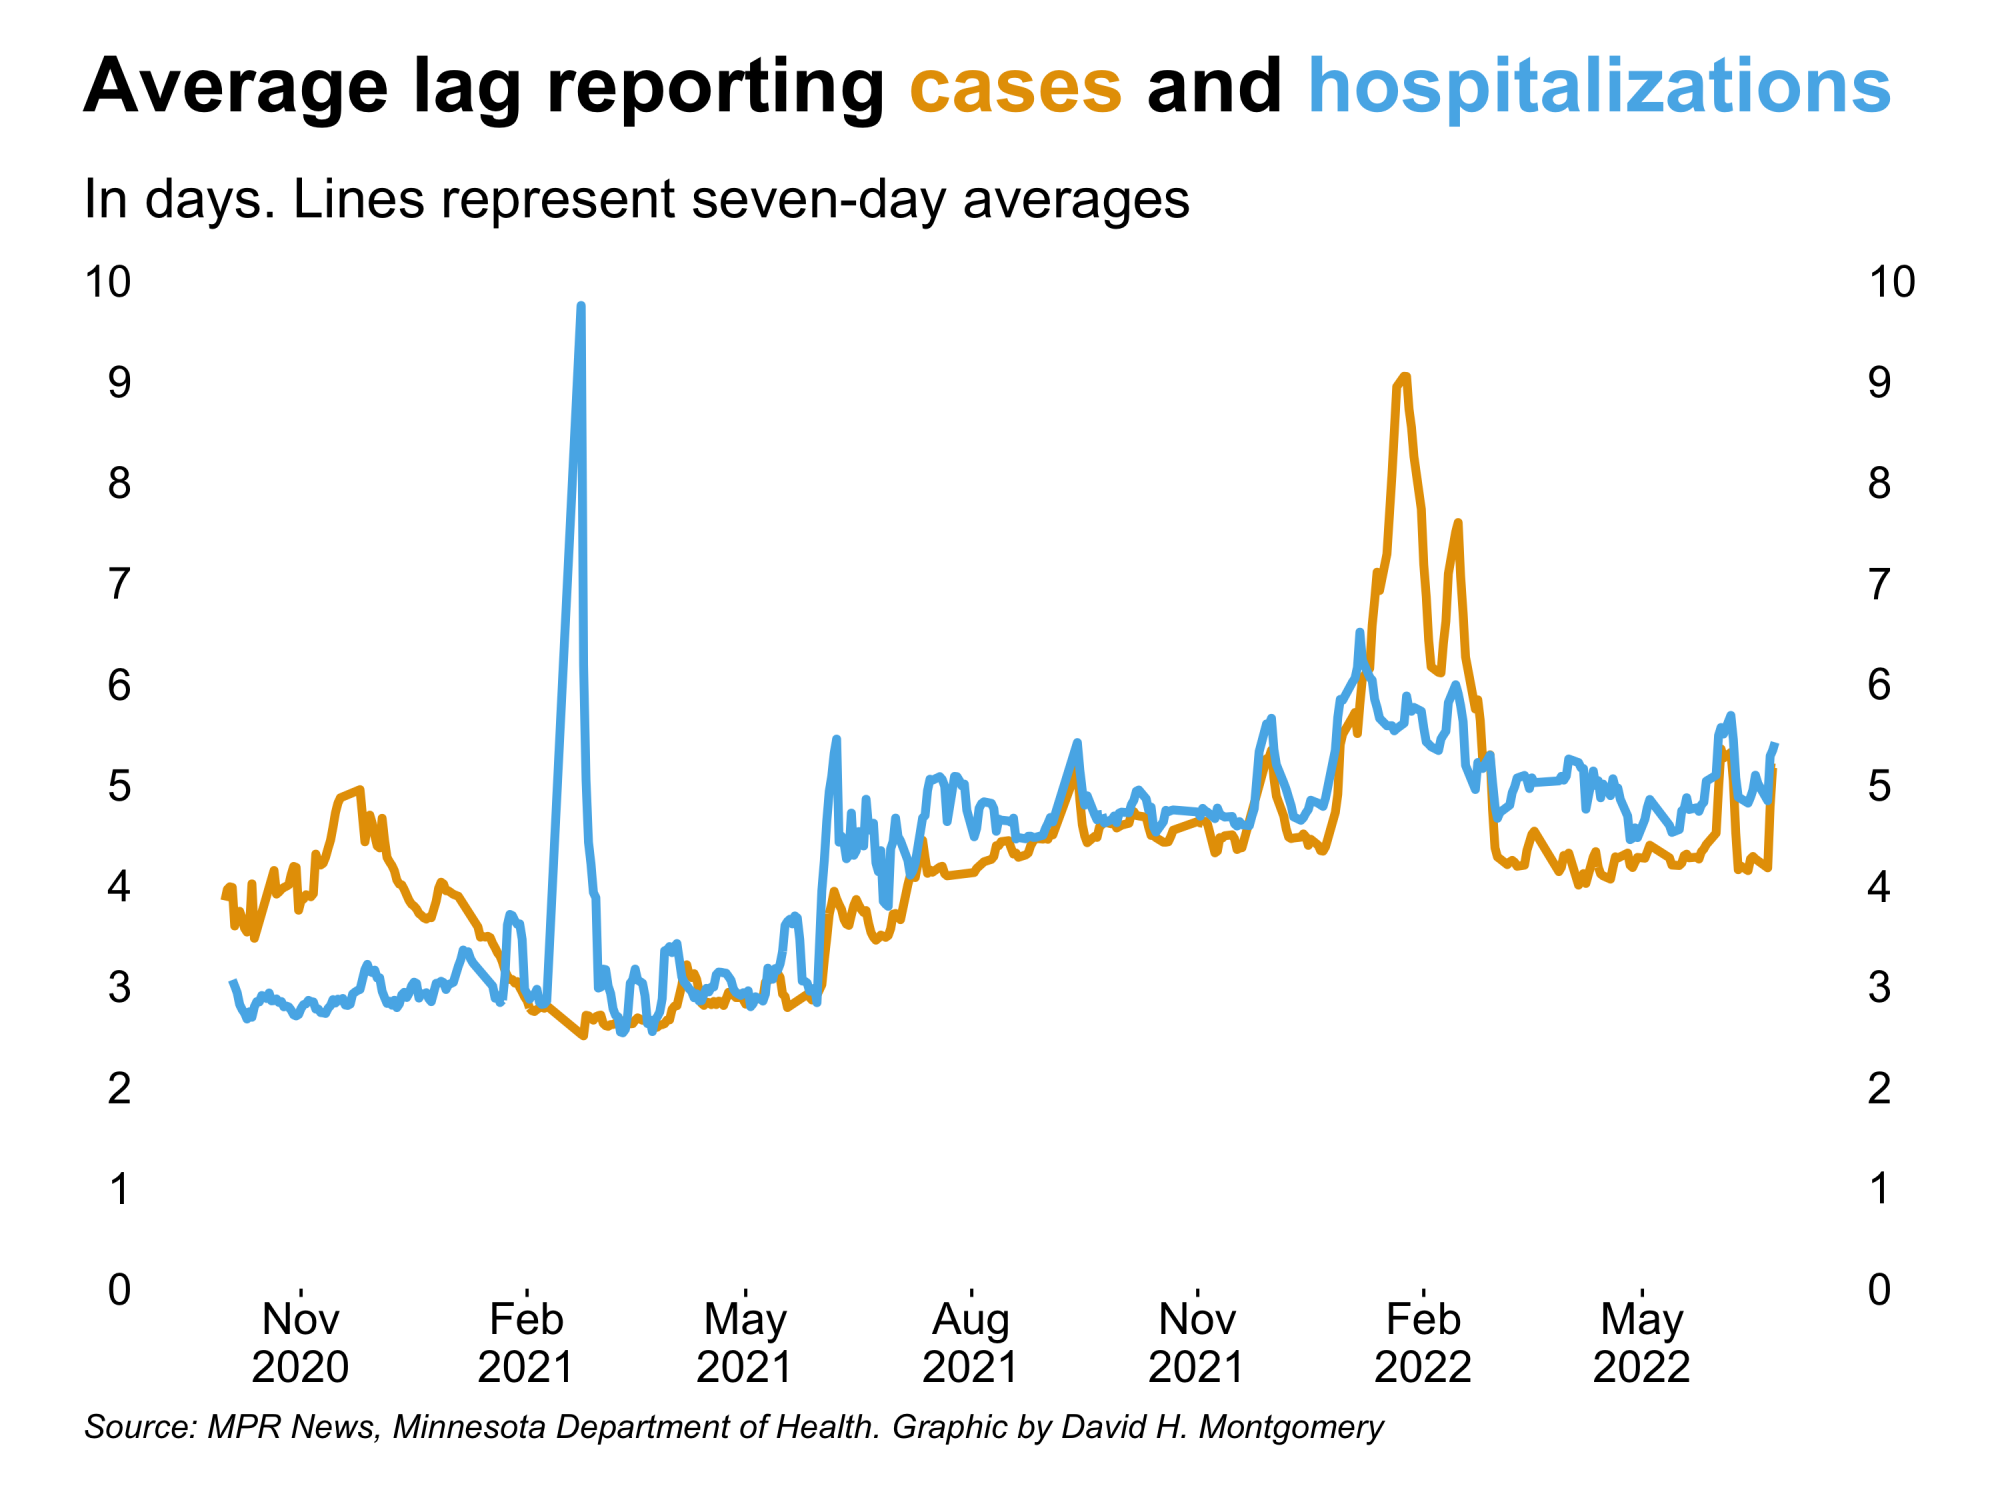 Average lag reporting cases and hospitalizations
In days. Lines represent seven-day averages
10 10
9 9
8 8
7 7
6 6
5 5
4 4
3 3
2 2
1 1
0 0
Nov Feb May Aug Nov Feb May
2020 2021 2021 2021 2021 2022 2022
Source: MPR News, Minnesota Department of Health. Graphic by David H. Montgomery